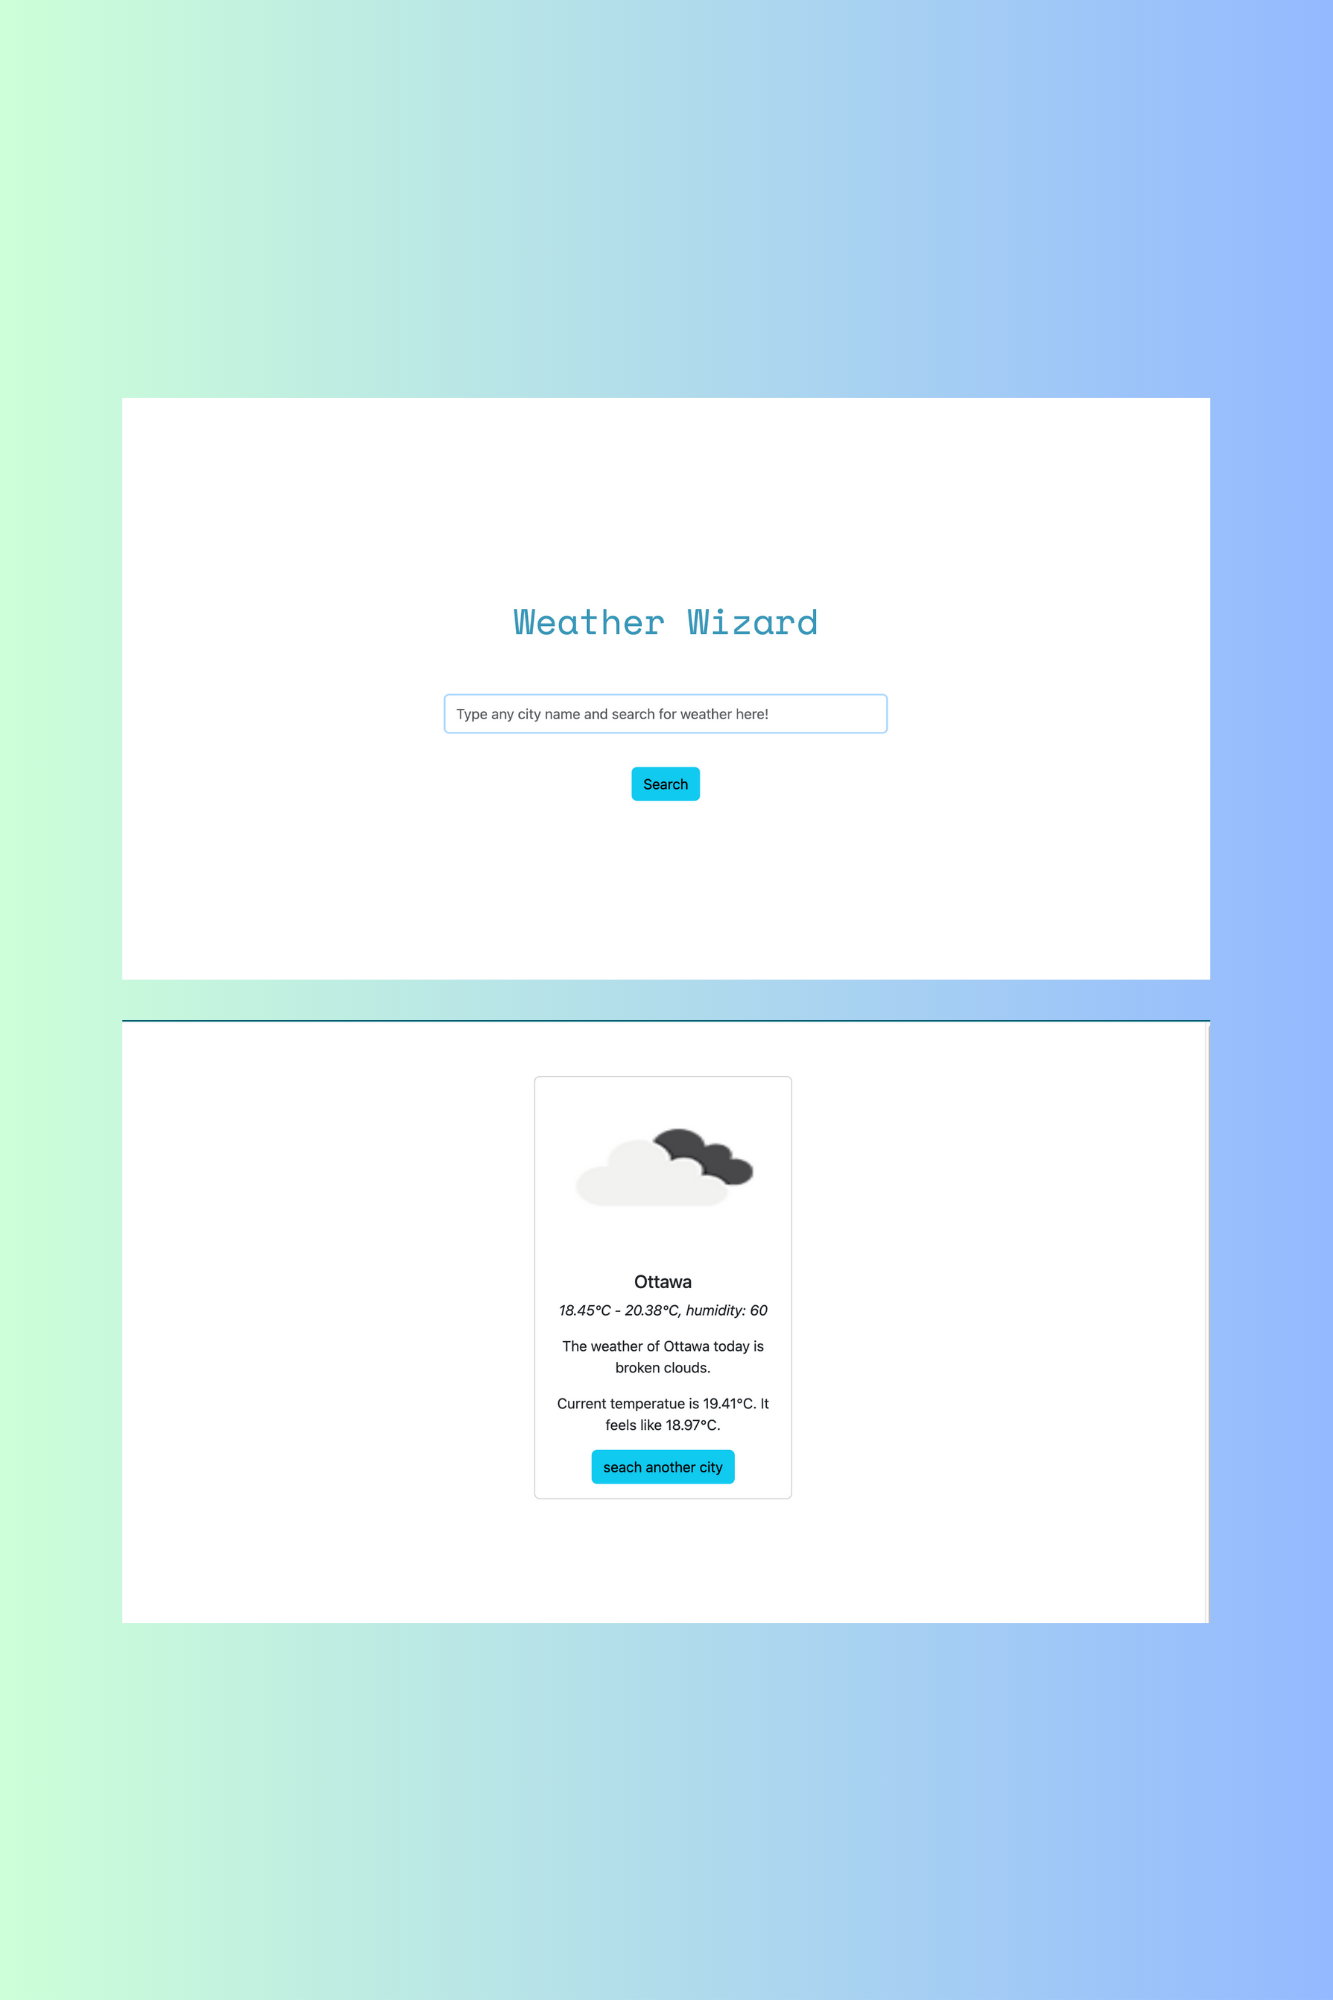 Weather Wizard
Type any city name and search for weather here!
Search
Ottawa
18.45°C - 20.38°C, humidity: 60
The weather of Ottawa today is
broken clouds.
Current temperatue is 19.41°C. It
feels like 18.97°C.
seach another city